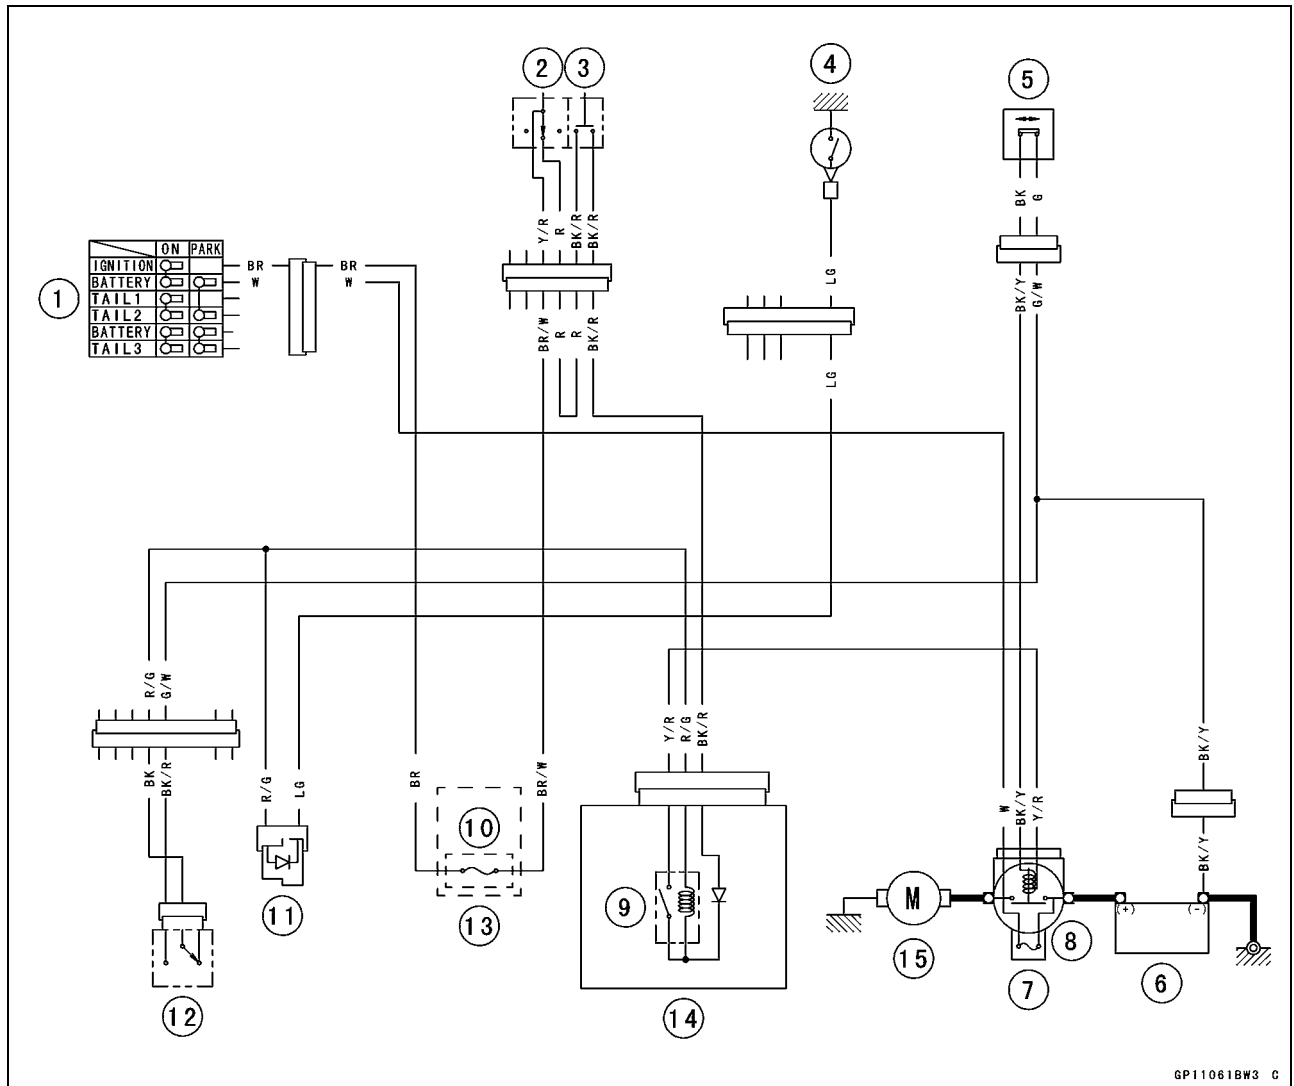 2 3
4
5
BK G
Y/R R BK/R BK/R
ON PARK
IGNITION BR BR
BATTERY W W
TAIL1
TAIL2
BATTERY
TAIL3
1
LG
BK/Y G/W
BR/W R R BK/R
LG
R/G G/W
Y/R R/G BK/R
BK/Y
BK BK/R
R/G LG
BR BR/W
W BK/Y Y/R
BK/Y
10
9
11
13
M
(+) (-)
8
15
7
6
12
14
GP11061BW3 C